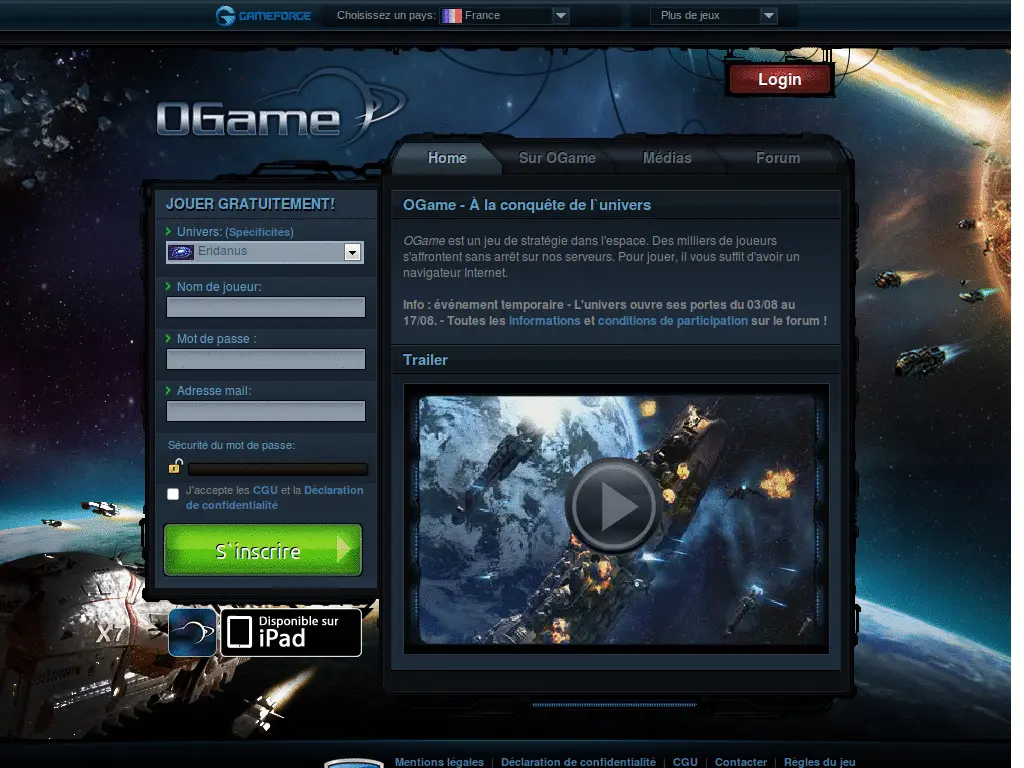 GAMEFORGE
Choisissez un pays: France
Plus de jeux
Login
OGame
Home
Sur OGame
Médias
Forum
JOUER GRATUITEMENT!
Univers: (Spécificités)
Eridanus
Nom de joueur:
Mot de passe :
Adresse mail:
Sécurité du mot de passe:
J'accepte les CGU et la Déclaration
de confidentialité
S`inscrire
X7
Disponible sur
iPad
OGame - À la conquête de l`univers
OGame est un jeu de stratégie dans l'espace. Des milliers de joueurs
s'affrontent sans arrêt sur nos serveurs. Pour jouer, il vous suffit d'avoir un
navigateur Internet.
Info : événement temporaire - L'univers ouvre ses portes du 03/08 au
17/08. - Toutes les informations et conditions de participation sur le forum !
Trailer
Mentions légales | Déclaration de confidentialité | CGU | Contacter | Règles du jeu